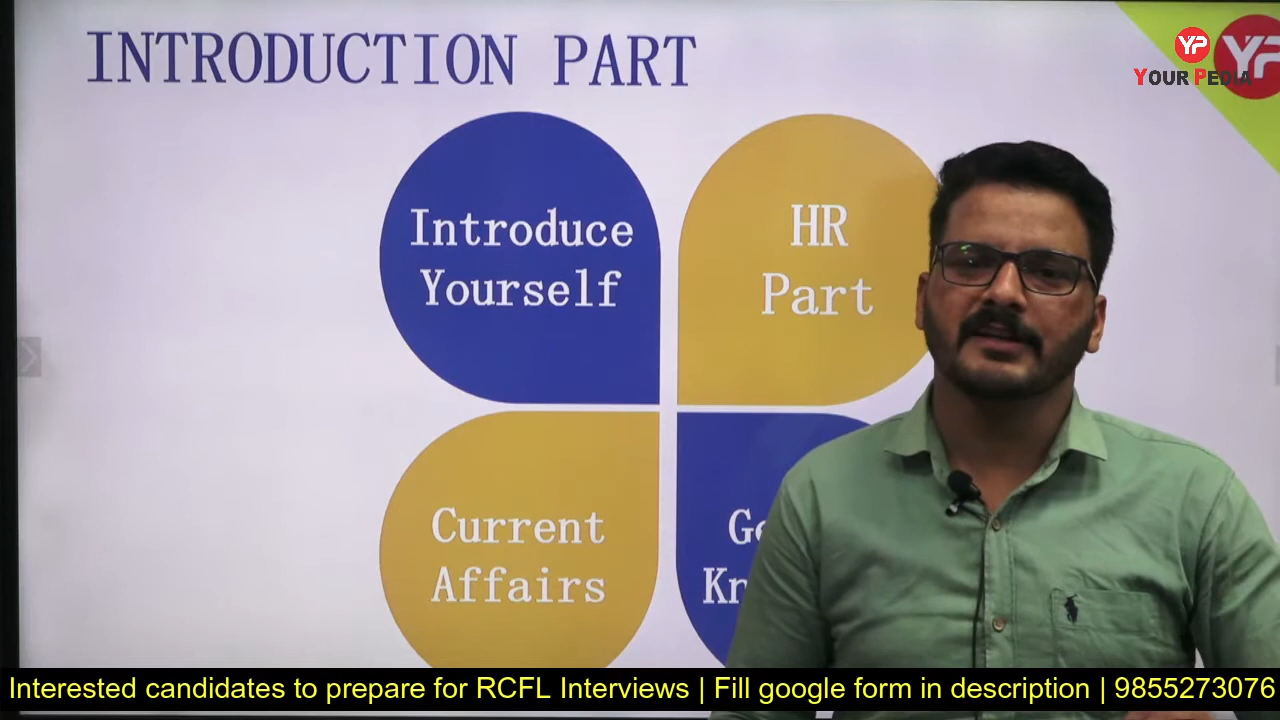 INTRODUCTION PART
YP
YP
YOUR PEDIA
Introduce
Yourself
HR
Part
Current
Affairs
Interested candidates to prepare for RCFL Interviews | Fill google form in description | 9855273076